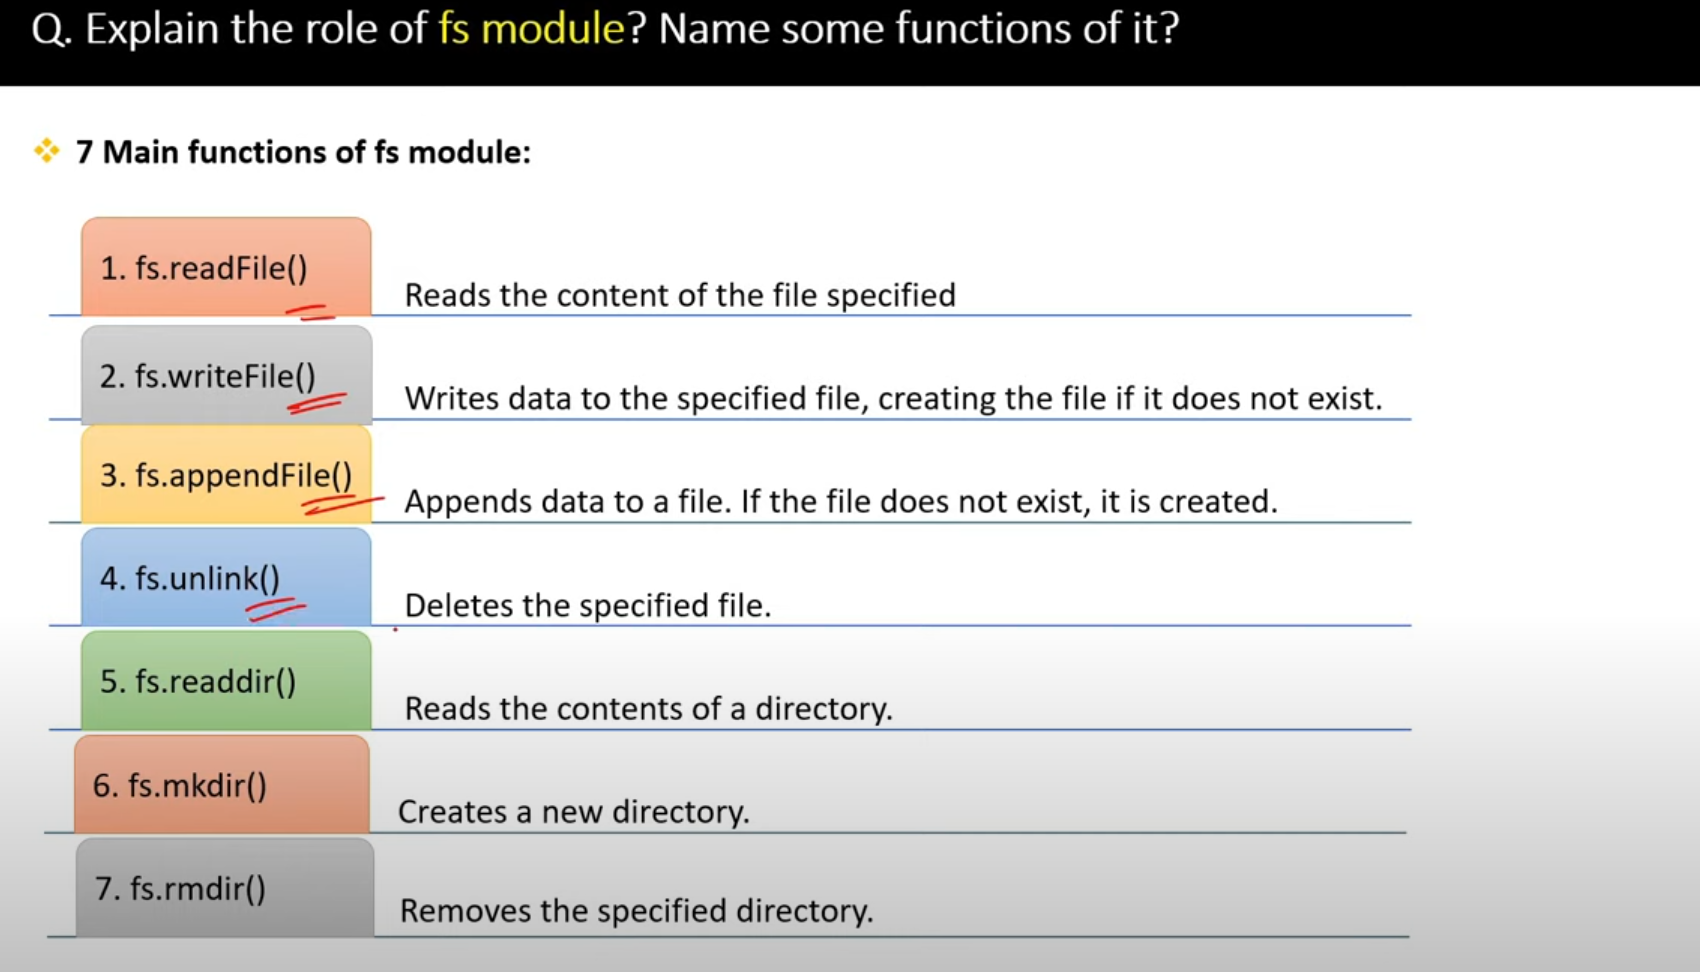 Q. Explain the role of fs module? Name some functions of it?
7 Main functions of fs module:
1. fs.readFile()
Reads the content of the file specified
2. fs.writeFile()
Writes data to the specified file, creating the file if it does not exist.
3. fs.appendFile()
Appends data to a file. If the file does not exist, it is created.
4. fs.unlink()
Deletes the specified file.
5. fs.readdir()
Reads the contents of a directory.
6. fs.mkdir()
Creates a new directory.
7. fs.rmdir()
Removes the specified directory.